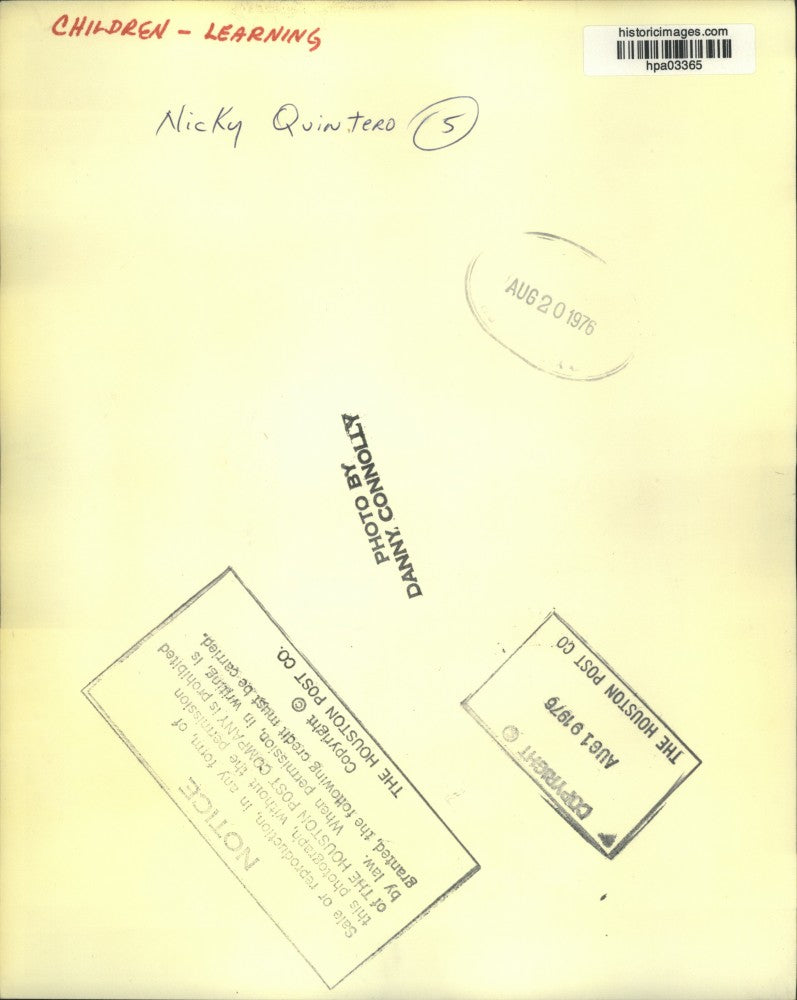 CHILDREN - LEARNING
historicimages.com
hpa03365
Nicky Quintero 5
AUG 20 1976
PHOTO BY
DANNY CONNOLLY
NOTICE
Sale or reproduction, in any form, of
this photograph, without the permission
of THE HOUSTON POST COMPANY is prohibited
by law. When permission, in writing, is
granted, the following credit must be carried.
Copyright ©
THE HOUSTON POST CO.
COPYRIGHT ©
AUG 19 1976
THE HOUSTON POST CO